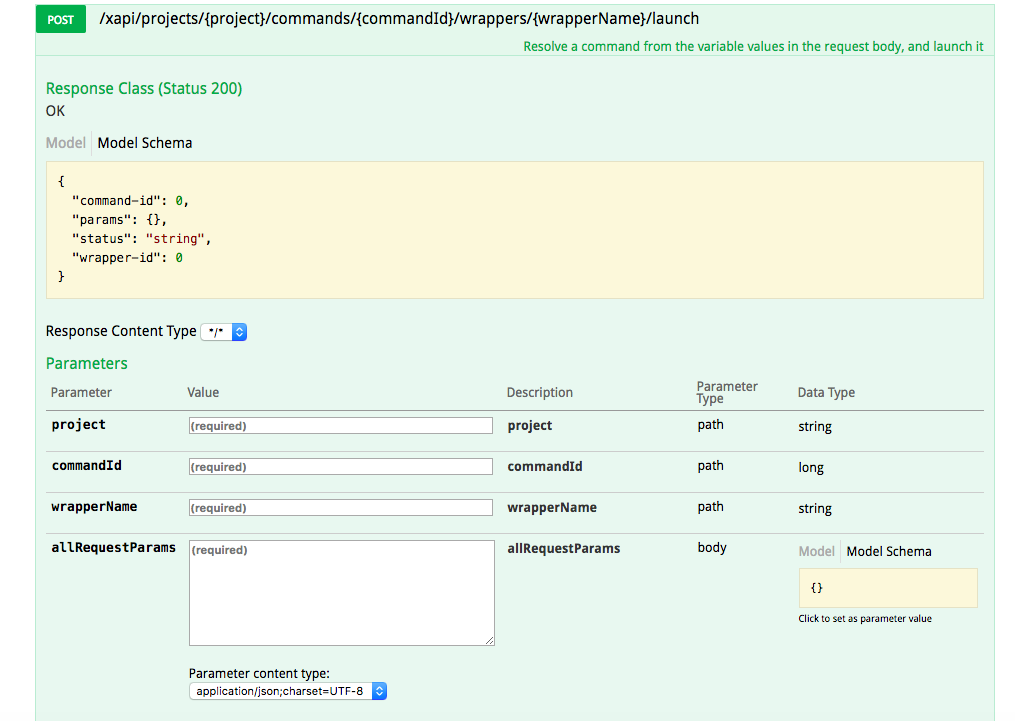 POST /xapi/projects/{project}/commands/{commandId}/wrappers/{wrapperName}/launch
Resolve a command from the variable values in the request body, and launch it
Response Class (Status 200)
OK
Model Model Schema
{
"command-id": 0,
"params": {},
"status": "string",
"wrapper-id": 0
}
Response Content Type */*
Parameters
Parameter Value Description Parameter Type Data Type
project (required) project path string
commandId (required) commandId path long
wrapperName (required) wrapperName path string
allRequestParams (required) allRequestParams body Model Model Schema
{}
Click to set as parameter value
Parameter content type:
application/json;charset=UTF-8